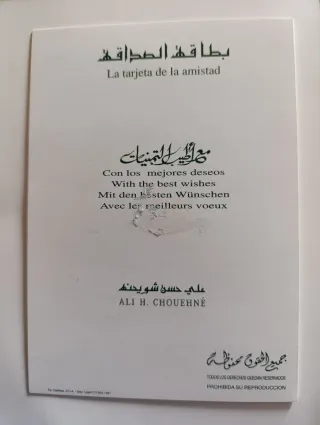 بطاقة الصداقة
La tarjeta de la amistad
مع أطيب التمنيات
Con los mejores deseos
With the best wishes
Mit den besten Wünschen
Avec les meilleurs voeux
علي حسن شويحنه
ALI H. CHOUEHNÉ
جميع الحقوق محفوظة
TODOS LOS DERECHOS QUEDAN RESERVADOS
PROHIBIDA SU REPRODUCCION